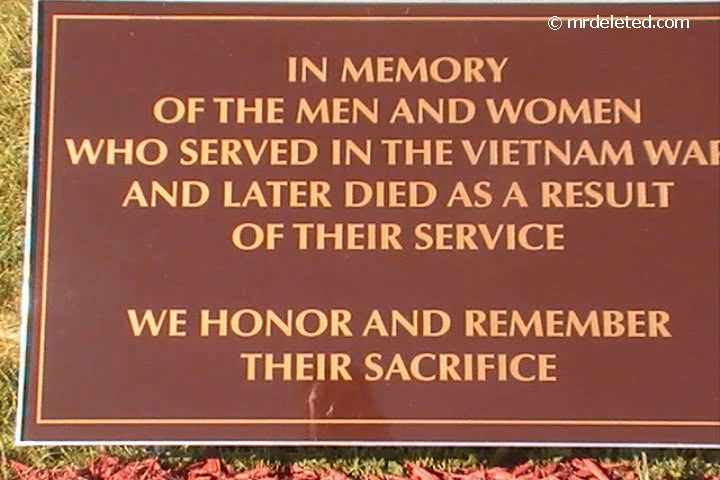 © mrdeleted.com
IN MEMORY
OF THE MEN AND WOMEN
WHO SERVED IN THE VIETNAM WAR
AND LATER DIED AS A RESULT
OF THEIR SERVICE
WE HONOR AND REMEMBER
THEIR SACRIFICE